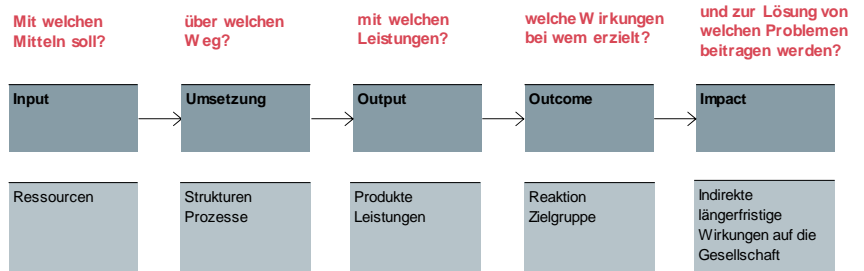 Mit welchen
Mitteln soll?
über welchen
Weg?
mit welchen
Leistungen?
welche Wirkungen
bei wem erzielt?
und zur Lösung von
welchen Problemen
beitragen werden?
Input
Umsetzung
Output
Outcome
Impact
Ressourcen
Strukturen
Prozesse
Produkte
Leistungen
Reaktion
Zielgruppe
Indirekte
längerfristige
Wirkungen auf die
Gesellschaft